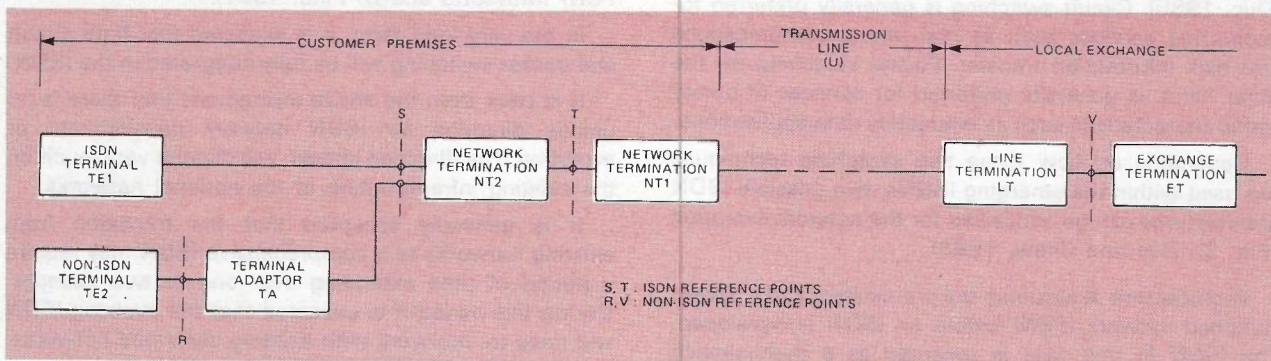 CUSTOMER PREMISES
TRANSMISSION
LINE
(U)
LOCAL EXCHANGE
S
T
V
ISDN
TERMINAL
TE1
NETWORK
TERMINATION
NT2
NETWORK
TERMINATION
NT1
LINE
TERMINATION
LT
EXCHANGE
TERMINATION
ET
NON-ISDN
TERMINAL
TE2
TERMINAL
ADAPTOR
TA
R
S, T : ISDN REFERENCE POINTS
R, V : NON-ISDN REFERENCE POINTS